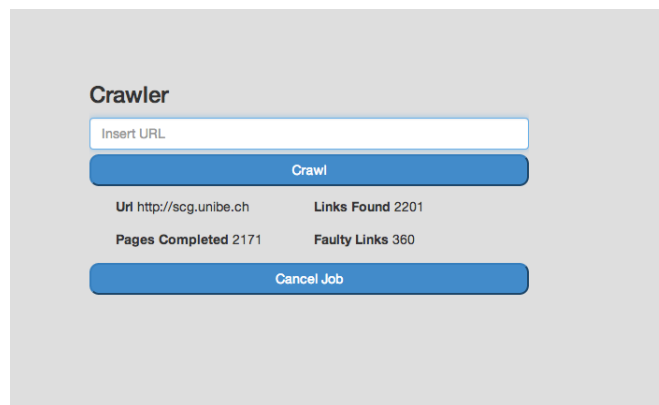 Crawler
Insert URL
Crawl
Url http://scg.unibe.ch Links Found 2201
Pages Completed 2171 Faulty Links 360
Cancel Job